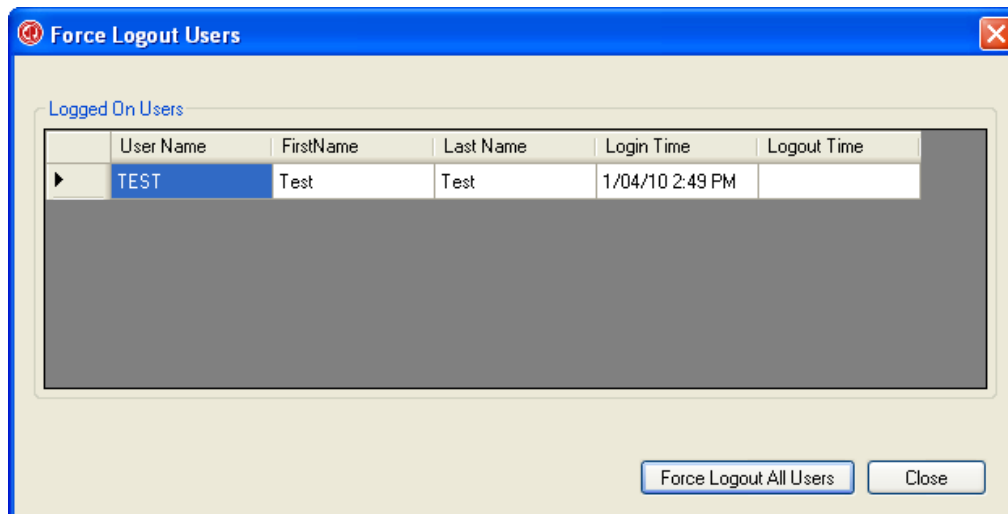 Force Logout Users
Logged On Users
User Name FirstName Last Name Login Time Logout Time
TEST Test Test 1/04/10 2:49 PM
Force Logout All Users Close